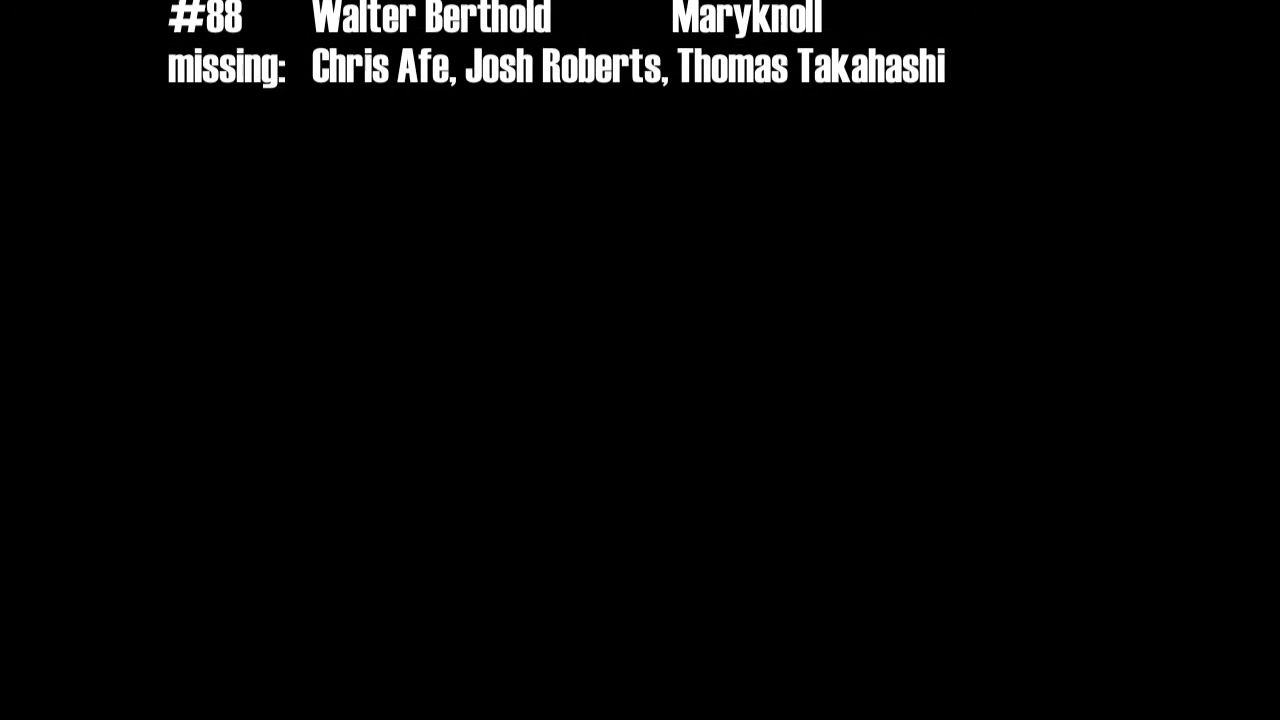 #88 Walter Berthold Maryknoll
missing: Chris Afe, Josh Roberts, Thomas Takahashi